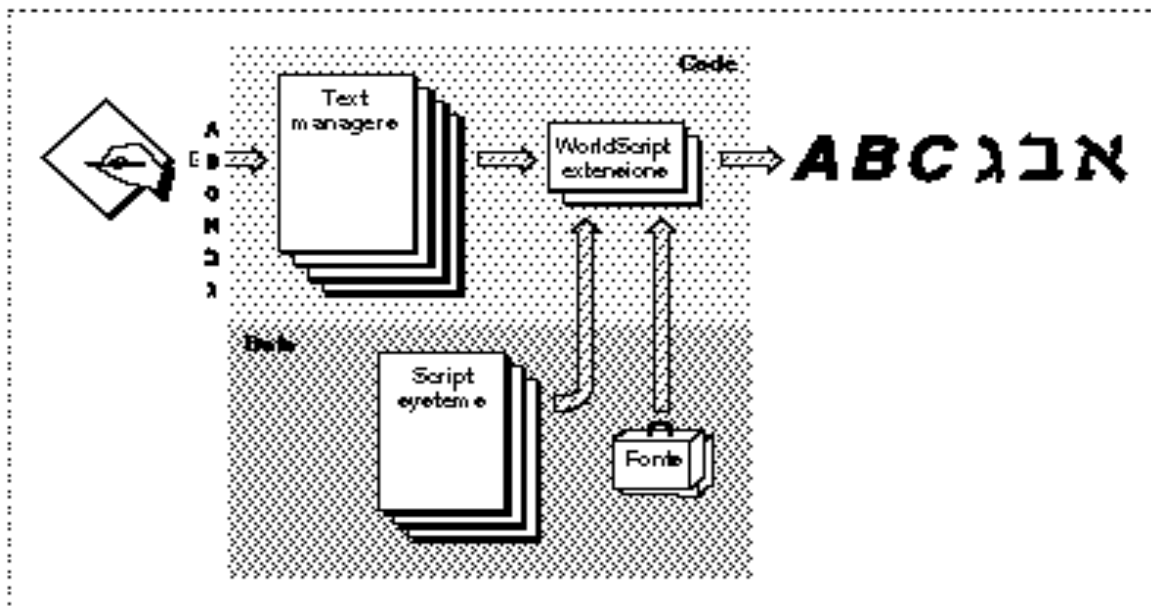 Code
Text
managers
A
B
C
א
ב
ג
WorldScript
extensions
ABC אבג
Data
Script
systems
Fonts